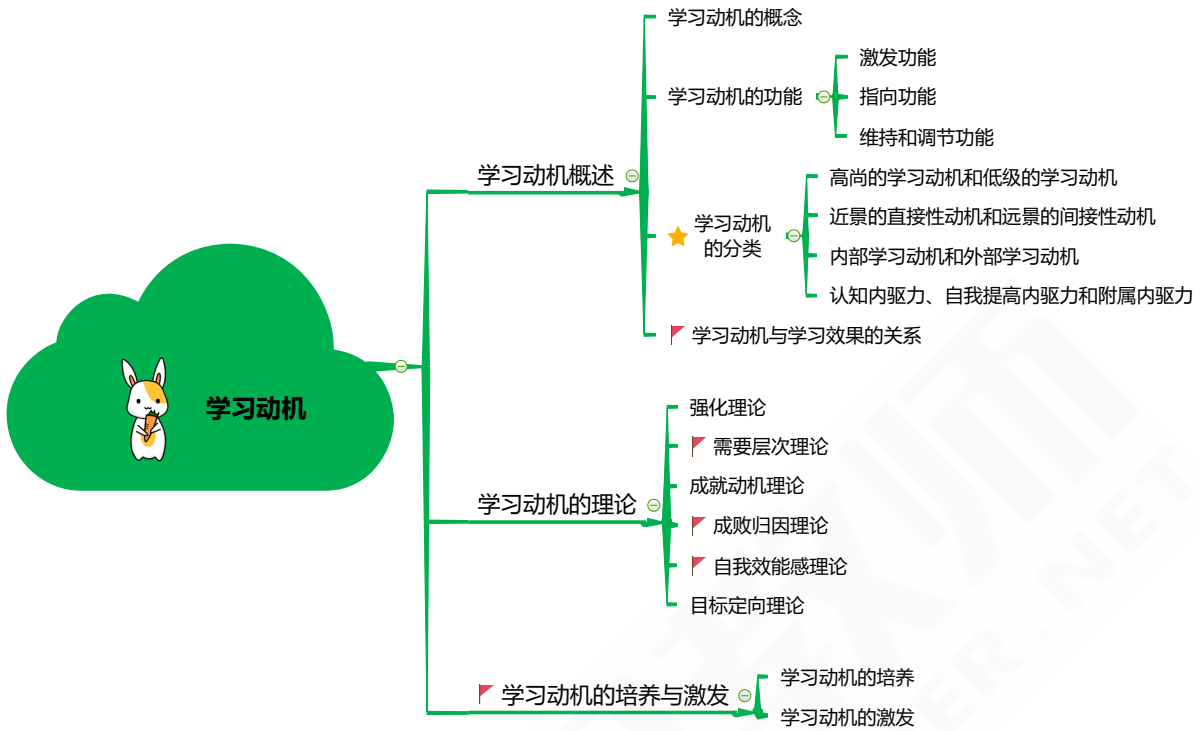 学习动机
学习动机概述
学习动机的概念
学习动机的功能
激发功能
指向功能
维持和调节功能
学习动机
的分类
高尚的学习动机和低级的学习动机
近景的直接性动机和远景的间接性动机
内部学习动机和外部学习动机
认知内驱力、自我提高内驱力和附属内驱力
学习动机与学习效果的关系
学习动机的理论
强化理论
需要层次理论
成就动机理论
成败归因理论
自我效能感理论
目标定向理论
学习动机的培养与激发
学习动机的培养
学习动机的激发